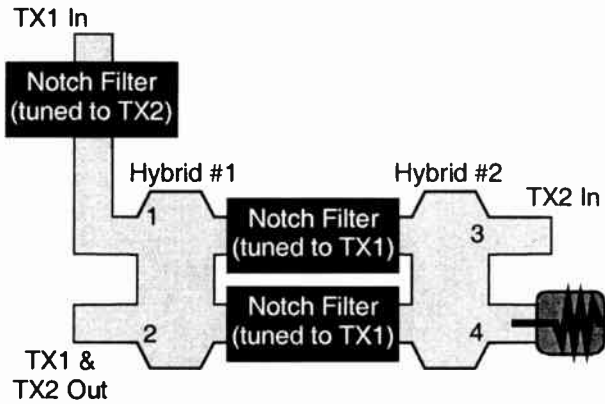 TX1 In
Notch Filter
(tuned to TX2)
Hybrid #1
Hybrid #2
TX2 In
1
Notch Filter
(tuned to TX1)
3
2
Notch Filter
(tuned to TX1)
4
TX1 &
TX2 Out